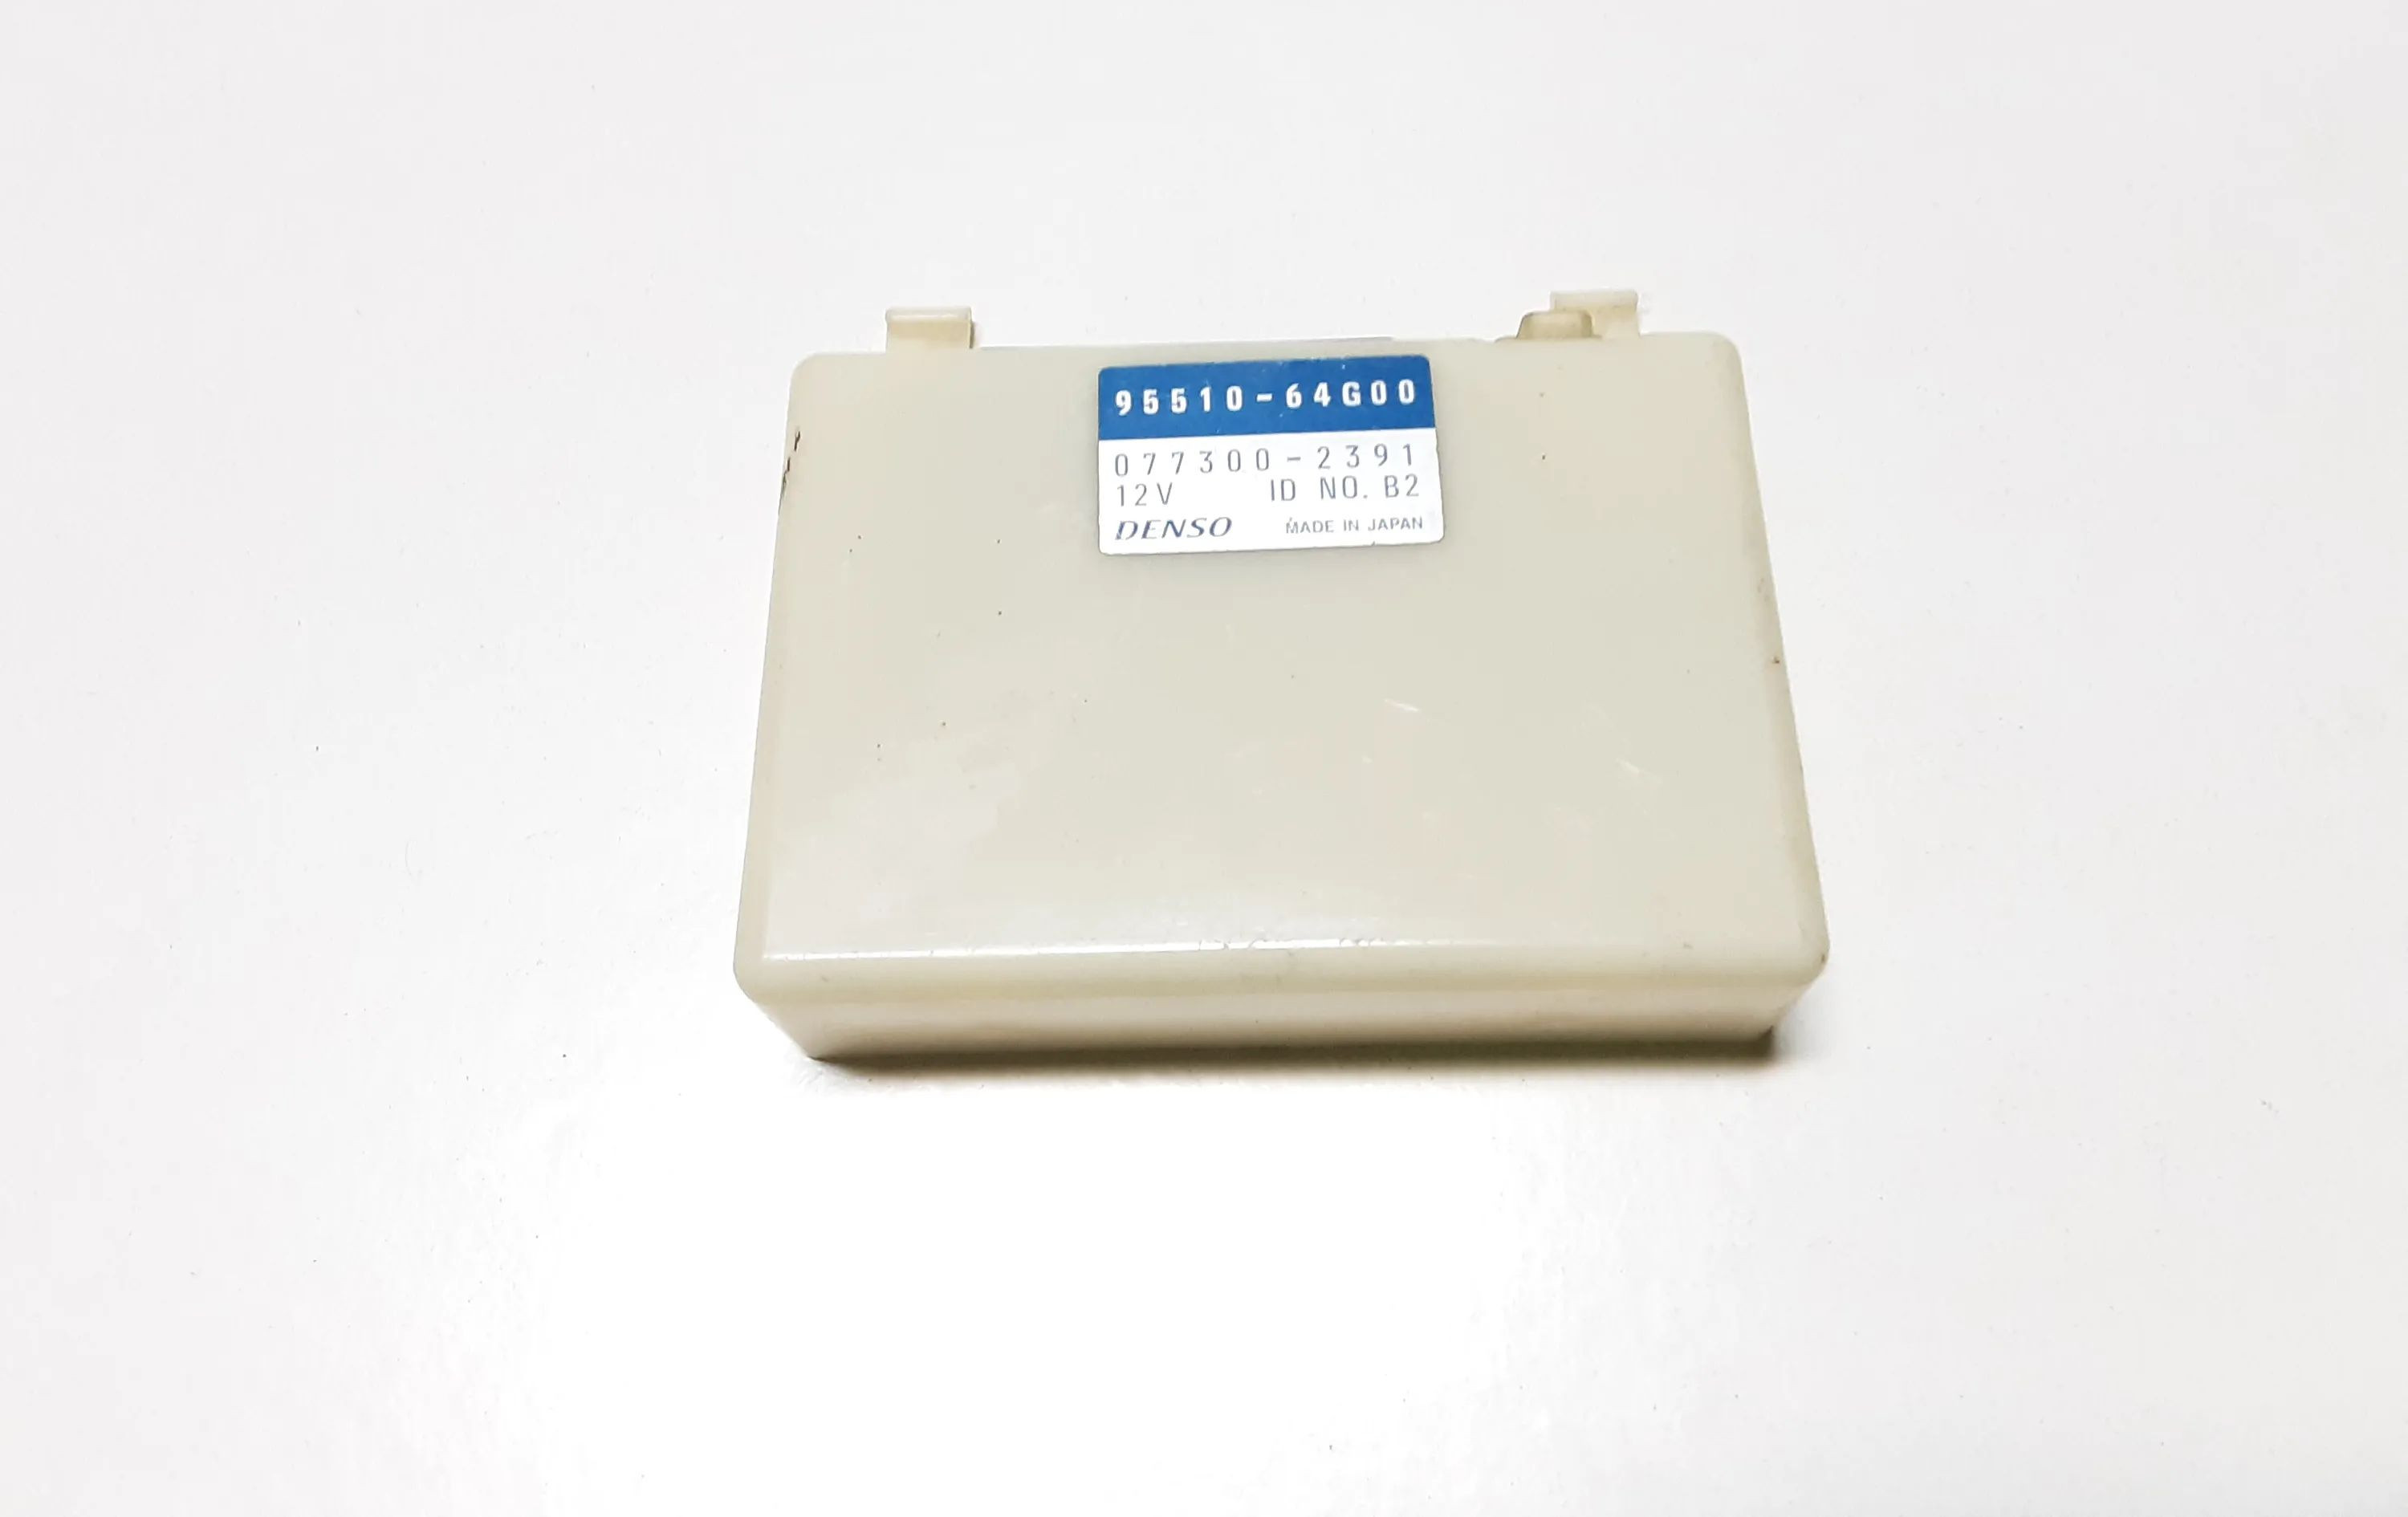 95510-64G00
077300-2391
12V ID NO. B2
DENSO MADE IN JAPAN